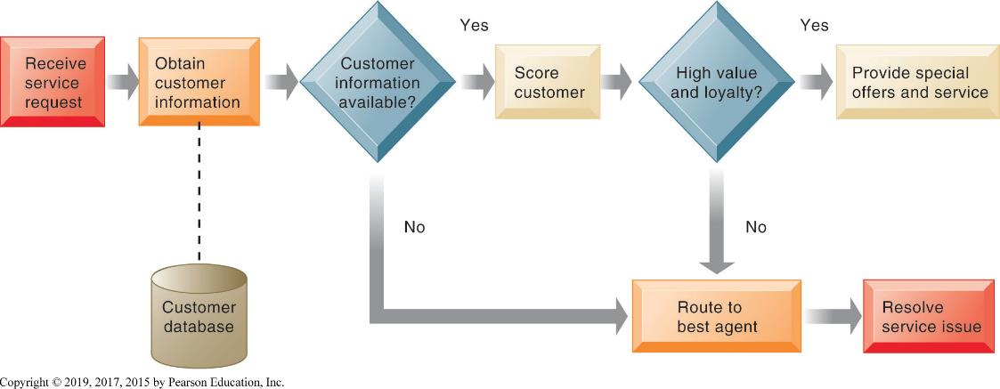 Receive
service
request
Obtain
customer
information
Customer
information
available?
Yes
Score
customer
High value
and loyalty?
Yes
Provide special
offers and service
No
No
Customer
database
Route to
best agent
Resolve
service issue
Copyright © 2019, 2017, 2015 by Pearson Education, Inc.